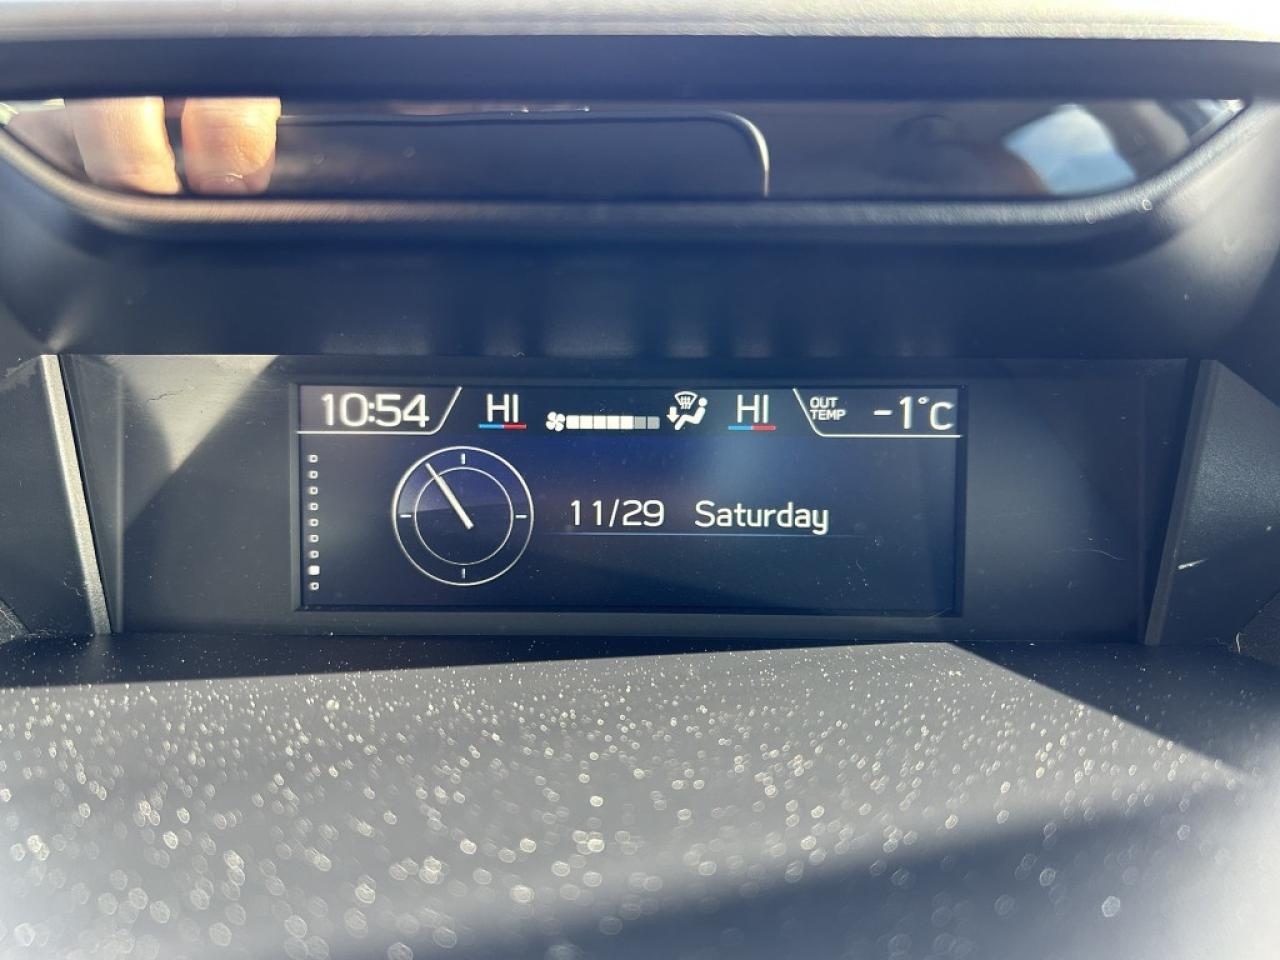 10:54 HI HI OUT TEMP -1°C
11/29 Saturday